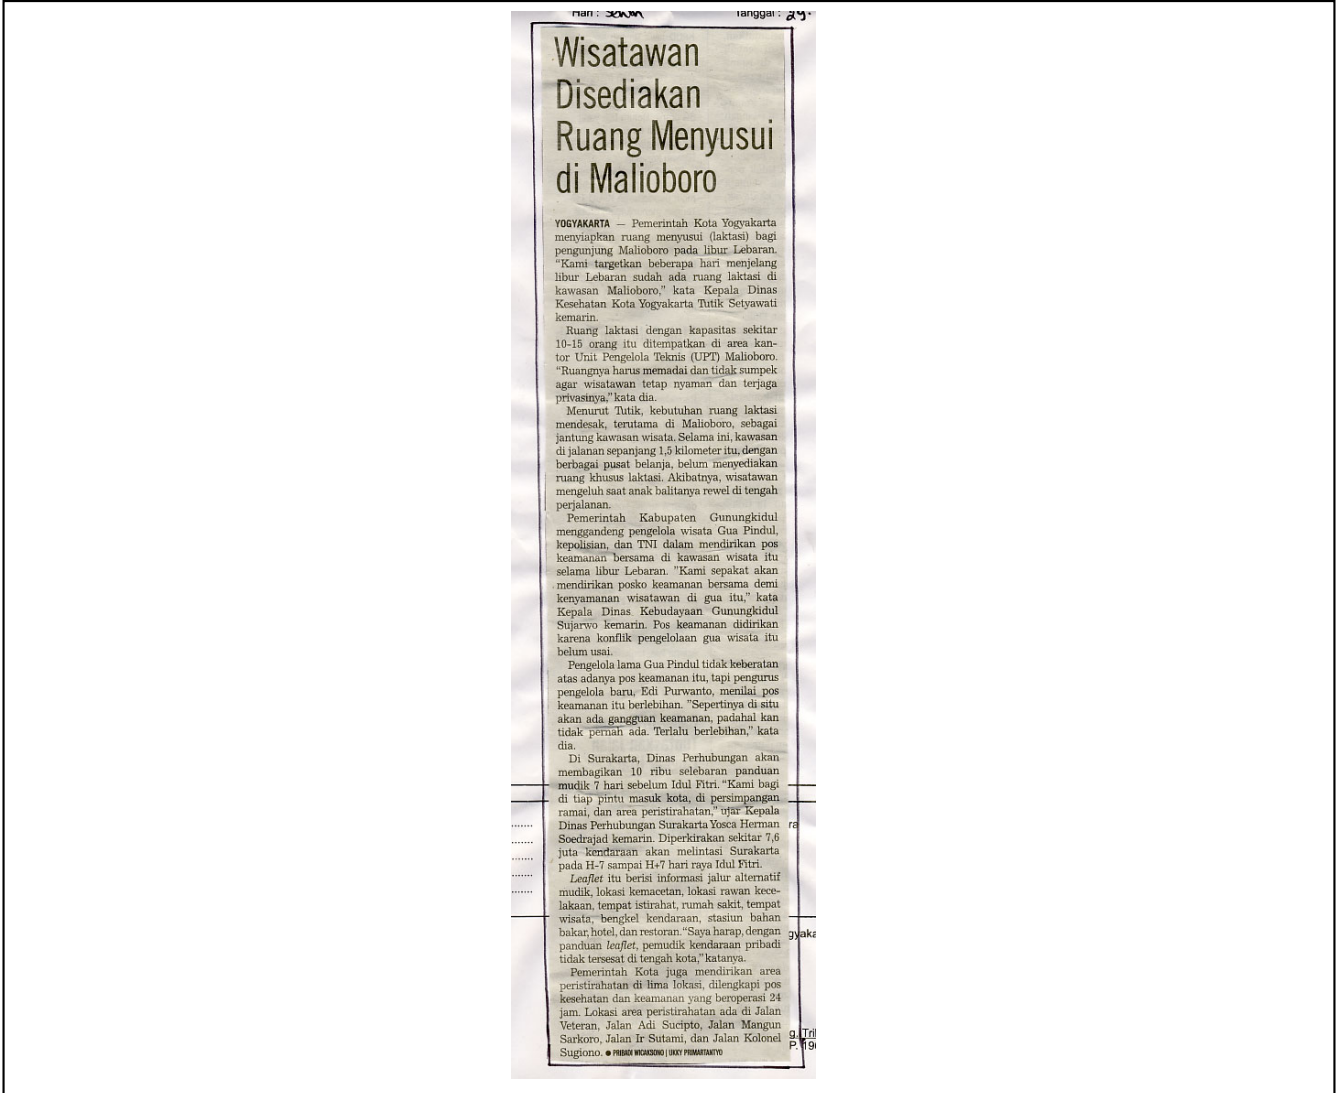 Hari : Senin Tanggal : 29.
Wisatawan
Disediakan
Ruang Menyusui
di Malioboro
YOGYAKARTA — Pemerintah Kota Yogyakarta
menyiapkan ruang menyusui (laktasi) bagi
pengunjung Malioboro pada libur Lebaran.
"Kami targetkan beberapa hari menjelang
libur Lebaran sudah ada ruang laktasi di
kawasan Malioboro," kata Kepala Dinas
Kesehatan Kota Yogyakarta Tutik Setyawati
kemarin.
Ruang laktasi dengan kapasitas sekitar
10-15 orang itu ditempatkan di area kan-
tor Unit Pengelola Teknis (UPT) Malioboro.
"Ruangnya harus memadai dan tidak sumpek
agar wisatawan tetap nyaman dan terjaga
privasinya," kata dia.
Menurut Tutik, kebutuhan ruang laktasi
mendesak, terutama di Malioboro, sebagai
jantung kawasan wisata. Selama ini, kawasan
di jalanan sepanjang 1,5 kilometer itu, dengan
berbagai pusat belanja, belum menyediakan
ruang khusus laktasi. Akibatnya, wisatawan
mengeluh saat anak balitanya rewel di tengah
perjalanan.
Pemerintah Kabupaten Gunungkidul
menggandeng pengelola wisata Gua Pindul,
kepolisian, dan TNI dalam mendirikan pos
keamanan bersama di kawasan wisata itu
selama libur Lebaran. "Kami sepakat akan
mendirikan posko keamanan bersama demi
kenyamanan wisatawan di gua itu," kata
Kepala Dinas Kebudayaan Gunungkidul
Sujarwo kemarin. Pos keamanan didirikan
karena konflik pengelolaan gua wisata itu
belum usai.
Pengelola lama Gua Pindul tidak keberatan
atas adanya pos keamanan itu, tapi pengurus
pengelola baru, Edi Purwanto, menilai pos
keamanan itu berlebihan. "Sepertinya di situ
akan ada gangguan keamanan, padahal kan
tidak pernah ada. Terlalu berlebihan," kata
dia.
Di Surakarta, Dinas Perhubungan akan
membagikan 10 ribu selebaran panduan
mudik 7 hari sebelum Idul Fitri. "Kami bagi
di tiap pintu masuk kota, di persimpangan
ramai, dan area peristirahatan," ujar Kepala
Dinas Perhubungan Surakarta Yosca Herman
Soedrajad kemarin. Diperkirakan sekitar 7,6
juta kendaraan akan melintasi Surakarta
pada H-7 sampai H+7 hari raya Idul Fitri.
Leaflet itu berisi informasi jalur alternatif
mudik, lokasi kemacetan, lokasi rawan kece-
lakaan, tempat istirahat, rumah sakit, tempat
wisata, bengkel kendaraan, stasiun bahan
bakar, hotel, dan restoran. "Saya harap, dengan
panduan leaflet, pemudik kendaraan pribadi
tidak tersesat di tengah kota," katanya.
Pemerintah Kota juga mendirikan area
peristirahatan di lima lokasi, dilengkapi pos
kesehatan dan keamanan yang beroperasi 24
jam. Lokasi area peristirahatan ada di Jalan
Veteran, Jalan Adi Sucipto, Jalan Mangun
Sarkoro, Jalan Ir Sutami, dan Jalan Kolonel
Sugiono. ● PRIBADI WICAKSONO | UKKY PRIMARTANTYO